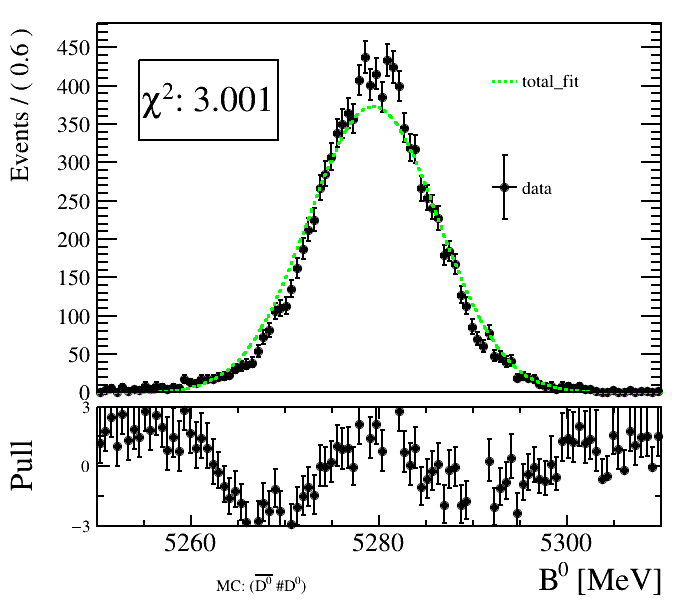 Events / ( 0.6 )
450
400
350
300
250
200
150
100
50
0
χ²: 3.001
total_fit
data
Pull
3
0
−3
5260 5280 5300
MC: (D̅⁰ #D⁰)
B⁰ [MeV]